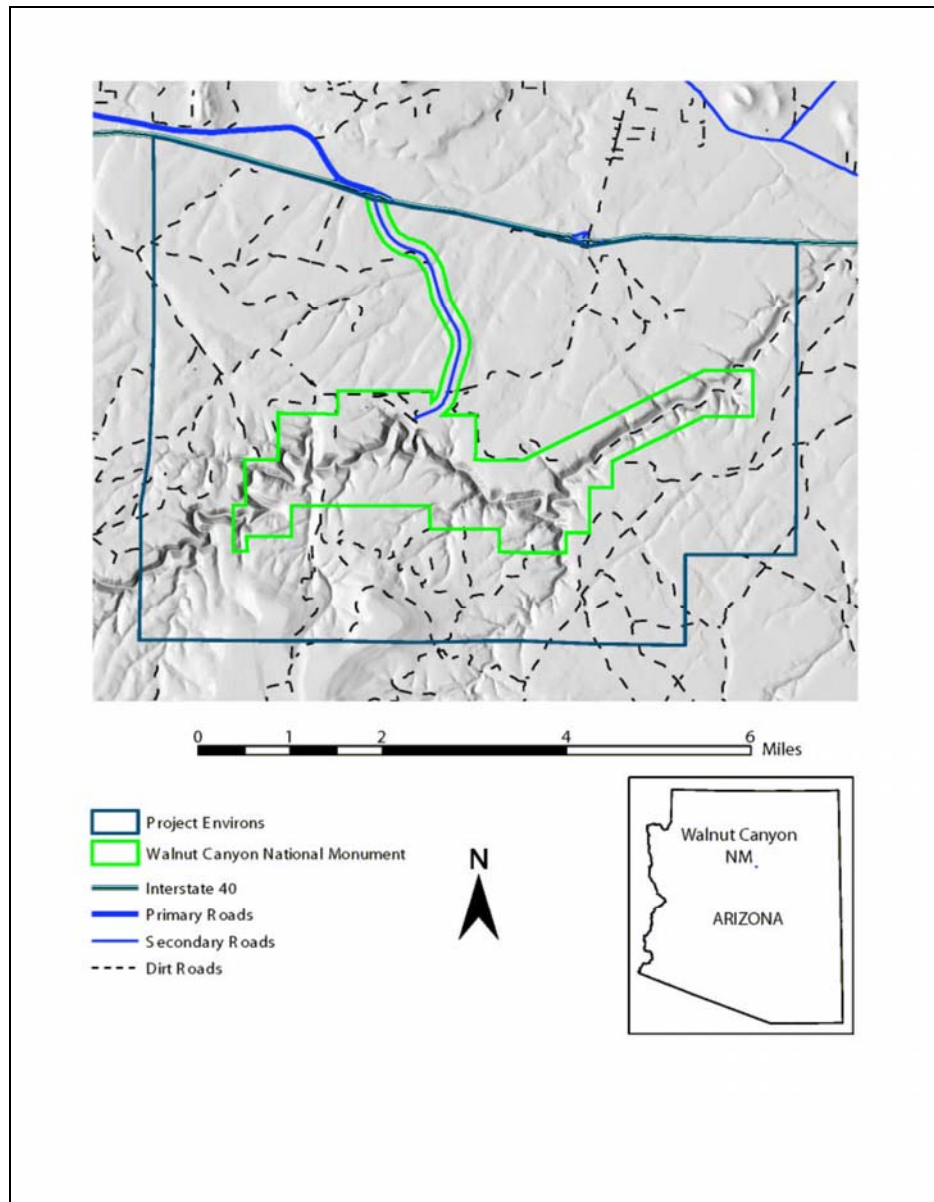 0 1 2 4 6 Miles
Project Environs
Walnut Canyon National Monument
Interstate 40
Primary Roads
Secondary Roads
Dirt Roads
N
Walnut Canyon
NM
ARIZONA